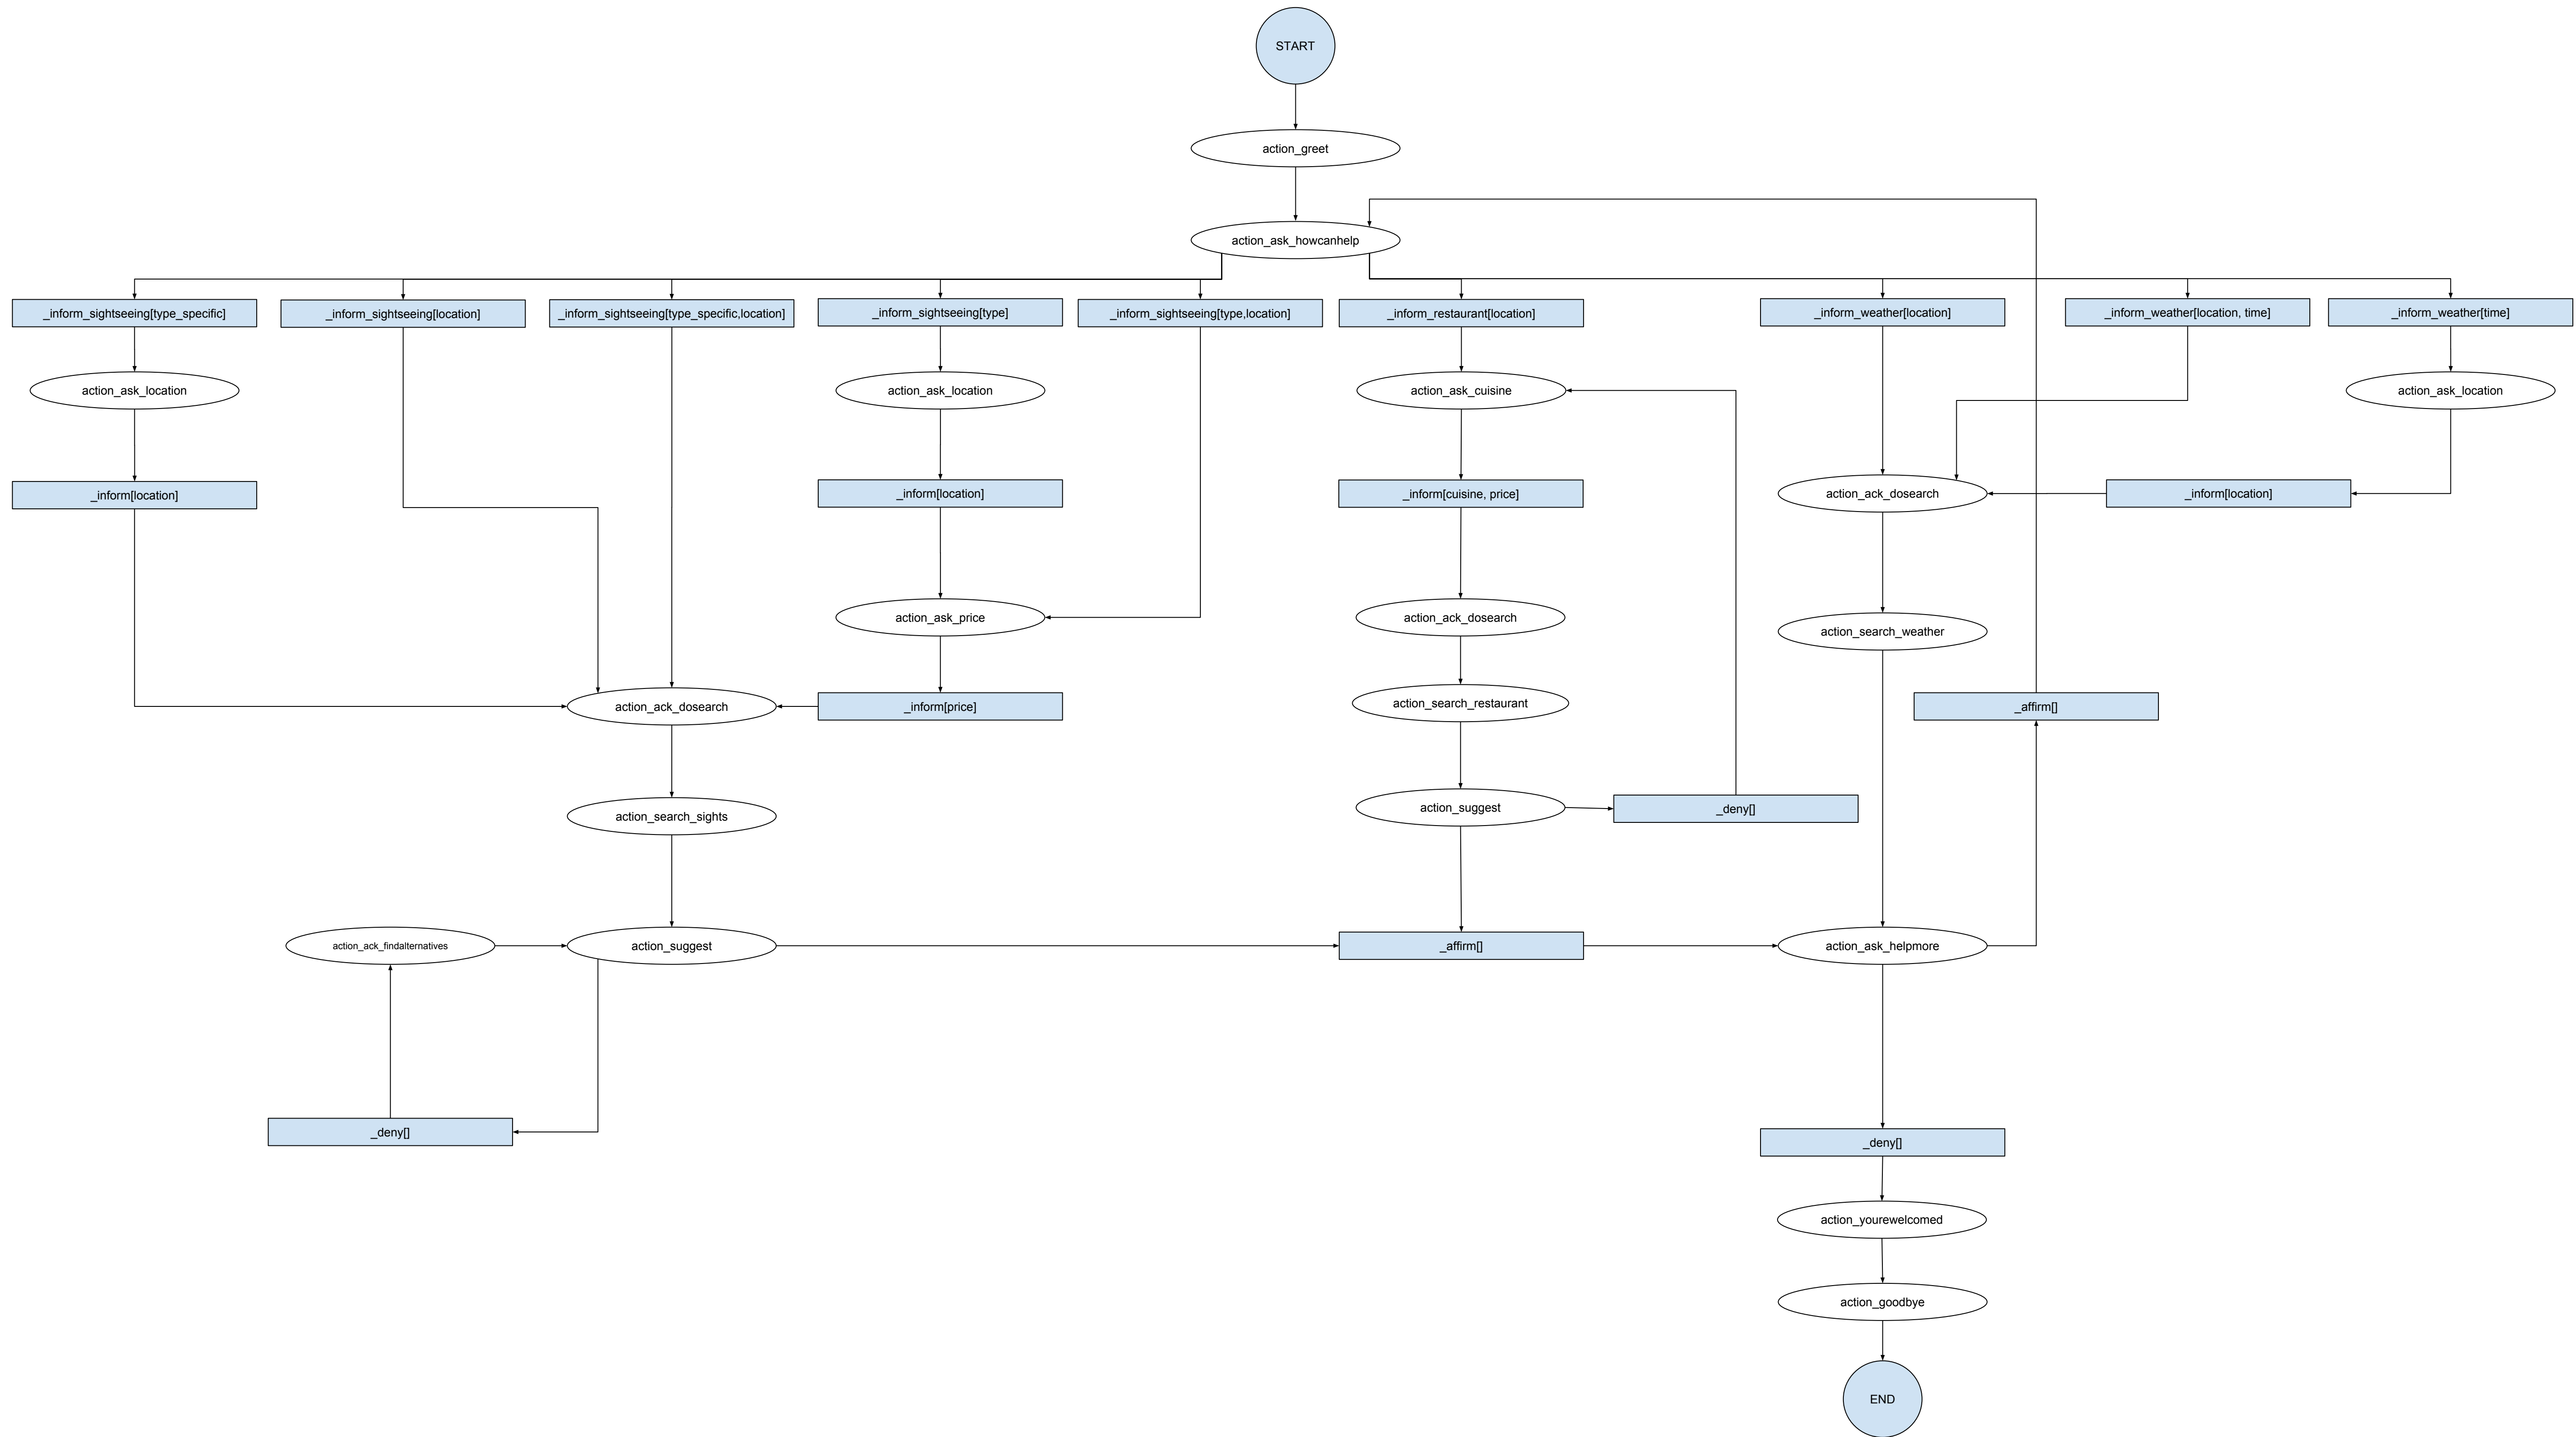 START
action_greet
action_ask_howcanhelp
_inform_sightseeing[type_specific]
_inform_sightseeing[location]
_inform_sightseeing[type_specific,location]
_inform_sightseeing[type]
_inform_sightseeing[type,location]
_inform_restaurant[location]
_inform_weather[location]
_inform_weather[location, time]
_inform_weather[time]
action_ask_location
action_ask_location
action_ask_cuisine
action_ask_location
_inform[location]
_inform[location]
_inform[cuisine, price]
action_ack_dosearch
_inform[location]
action_ask_price
action_ack_dosearch
action_search_weather
action_ack_dosearch
_inform[price]
action_search_restaurant
_affirm[]
action_search_sights
action_suggest
_deny[]
action_ack_findalternatives
action_suggest
_affirm[]
action_ask_helpmore
_deny[]
_deny[]
action_yourewelcomed
action_goodbye
END